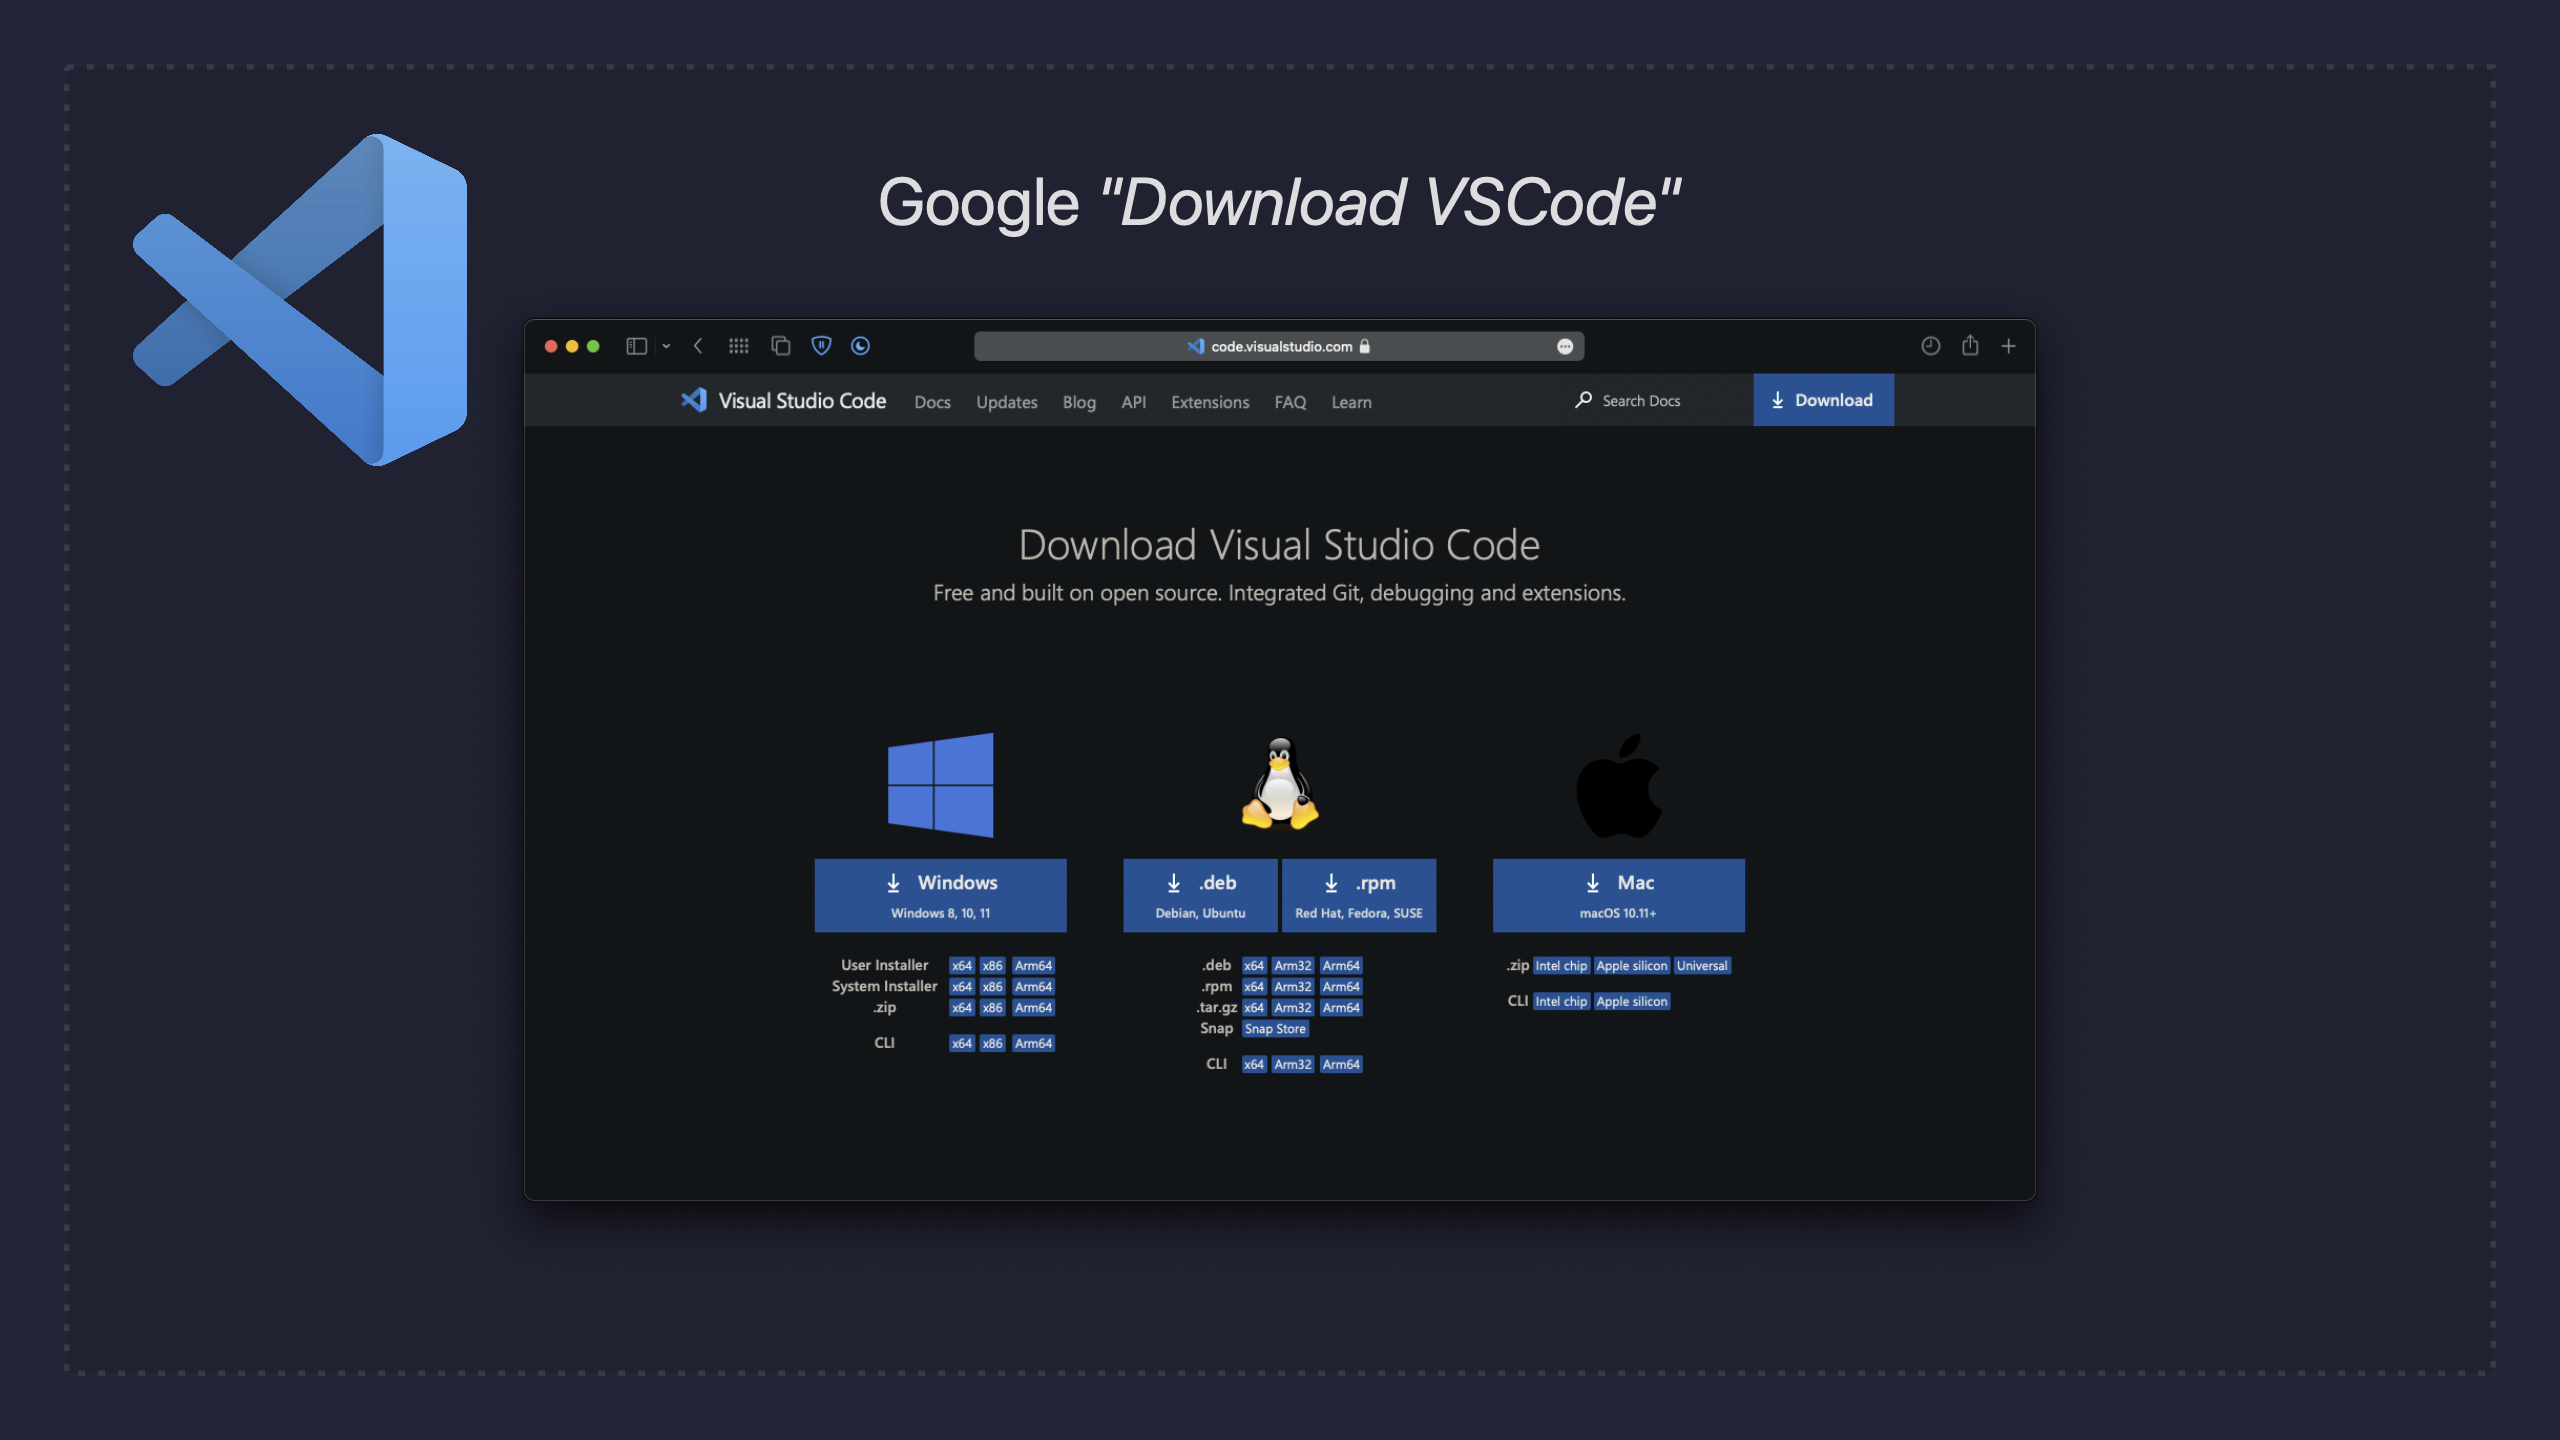 Google "Download VSCode"
code.visualstudio.com
Visual Studio Code Docs Updates Blog API Extensions FAQ Learn Search Docs Download
Download Visual Studio Code
Free and built on open source. Integrated Git, debugging and extensions.
Windows
Windows 8, 10, 11
User Installer x64 x86 Arm64
System Installer x64 x86 Arm64
.zip x64 x86 Arm64
CLI x64 x86 Arm64
.deb
Debian, Ubuntu
.rpm
Red Hat, Fedora, SUSE
.deb x64 Arm32 Arm64
.rpm x64 Arm32 Arm64
.tar.gz x64 Arm32 Arm64
Snap Snap Store
CLI x64 Arm32 Arm64
Mac
macOS 10.11+
.zip Intel chip Apple silicon Universal
CLI Intel chip Apple silicon